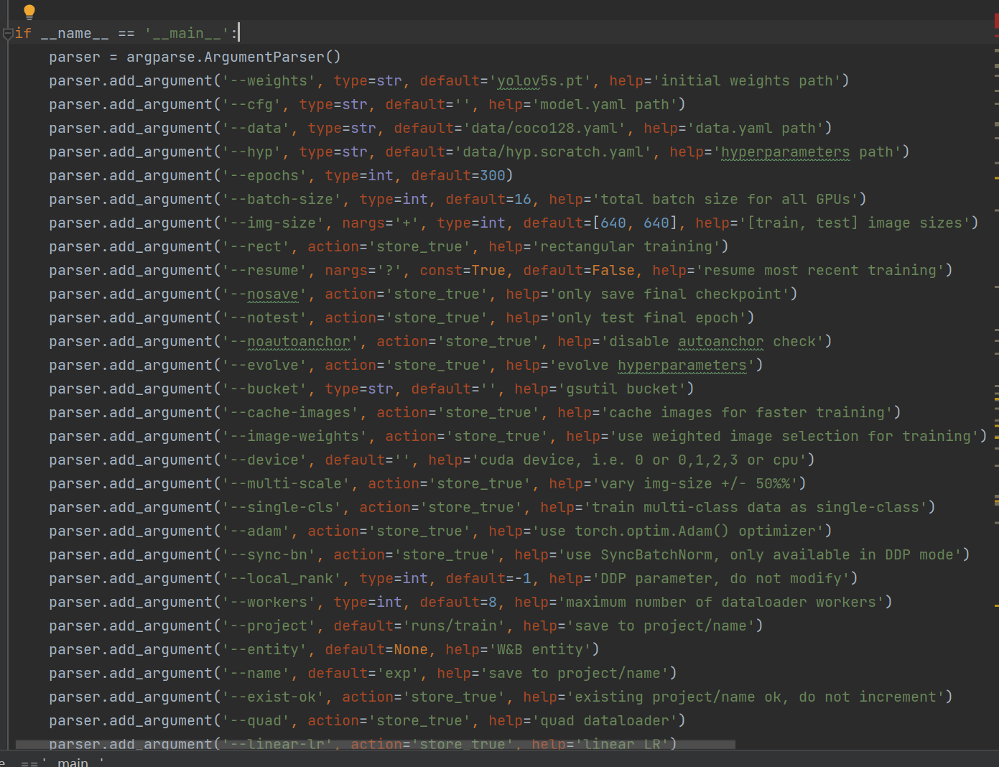 if __name__ == '__main__':
parser = argparse.ArgumentParser()
parser.add_argument('--weights', type=str, default='yolov5s.pt', help='initial weights path')
parser.add_argument('--cfg', type=str, default='', help='model.yaml path')
parser.add_argument('--data', type=str, default='data/coco128.yaml', help='data.yaml path')
parser.add_argument('--hyp', type=str, default='data/hyp.scratch.yaml', help='hyperparameters path')
parser.add_argument('--epochs', type=int, default=300)
parser.add_argument('--batch-size', type=int, default=16, help='total batch size for all GPUs')
parser.add_argument('--img-size', nargs='+', type=int, default=[640, 640], help='[train, test] image sizes')
parser.add_argument('--rect', action='store_true', help='rectangular training')
parser.add_argument('--resume', nargs='?', const=True, default=False, help='resume most recent training')
parser.add_argument('--nosave', action='store_true', help='only save final checkpoint')
parser.add_argument('--notest', action='store_true', help='only test final epoch')
parser.add_argument('--noautoanchor', action='store_true', help='disable autoanchor check')
parser.add_argument('--evolve', action='store_true', help='evolve hyperparameters')
parser.add_argument('--bucket', type=str, default='', help='gsutil bucket')
parser.add_argument('--cache-images', action='store_true', help='cache images for faster training')
parser.add_argument('--image-weights', action='store_true', help='use weighted image selection for training')
parser.add_argument('--device', default='', help='cuda device, i.e. 0 or 0,1,2,3 or cpu')
parser.add_argument('--multi-scale', action='store_true', help='vary img-size +/- 50%%')
parser.add_argument('--single-cls', action='store_true', help='train multi-class data as single-class')
parser.add_argument('--adam', action='store_true', help='use torch.optim.Adam() optimizer')
parser.add_argument('--sync-bn', action='store_true', help='use SyncBatchNorm, only available in DDP mode')
parser.add_argument('--local_rank', type=int, default=-1, help='DDP parameter, do not modify')
parser.add_argument('--workers', type=int, default=8, help='maximum number of dataloader workers')
parser.add_argument('--project', default='runs/train', help='save to project/name')
parser.add_argument('--entity', default=None, help='W&B entity')
parser.add_argument('--name', default='exp', help='save to project/name')
parser.add_argument('--exist-ok', action='store_true', help='existing project/name ok, do not increment')
parser.add_argument('--quad', action='store_true', help='quad dataloader')
parser.add_argument('--linear-lr', action='store_true', help='linear LR')
== '__main__'